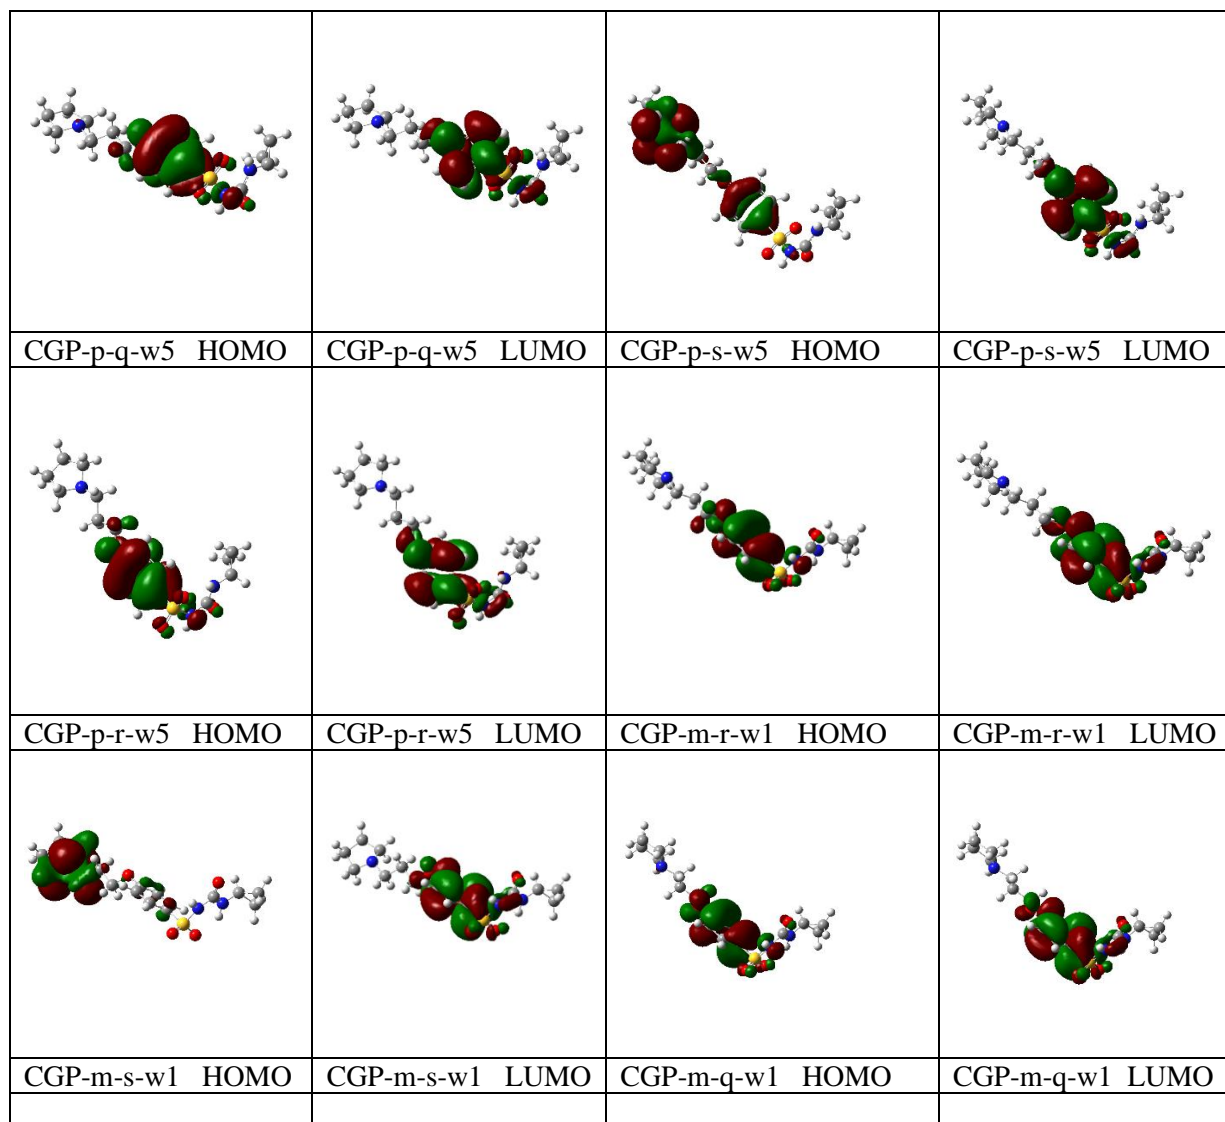 CGP-p-q-w5 HOMO
CGP-p-q-w5 LUMO
CGP-p-s-w5 HOMO
CGP-p-s-w5 LUMO
CGP-p-r-w5 HOMO
CGP-p-r-w5 LUMO
CGP-m-r-w1 HOMO
CGP-m-r-w1 LUMO
CGP-m-s-w1 HOMO
CGP-m-s-w1 LUMO
CGP-m-q-w1 HOMO
CGP-m-q-w1 LUMO